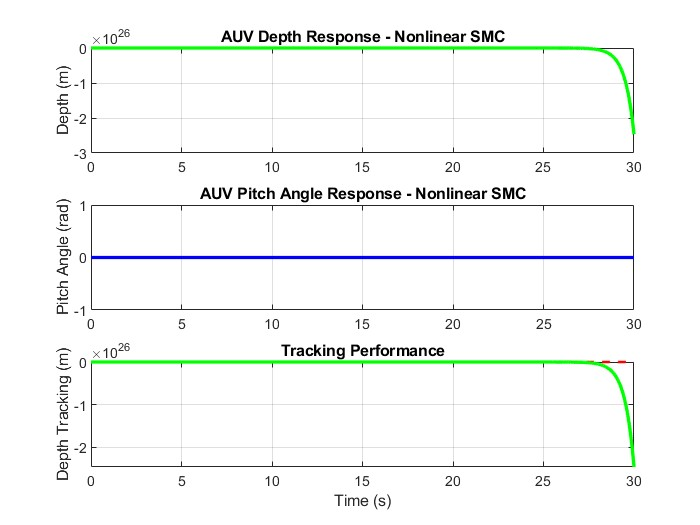 AUV Depth Response - Nonlinear SMC
×10^26
Depth (m)
0
-1
-2
-3
0 5 10 15 20 25 30
AUV Pitch Angle Response - Nonlinear SMC
Pitch Angle (rad)
1
0
-1
0 5 10 15 20 25 30
Tracking Performance
×10^26
Depth Tracking (m)
0
-1
-2
0 5 10 15 20 25 30
Time (s)